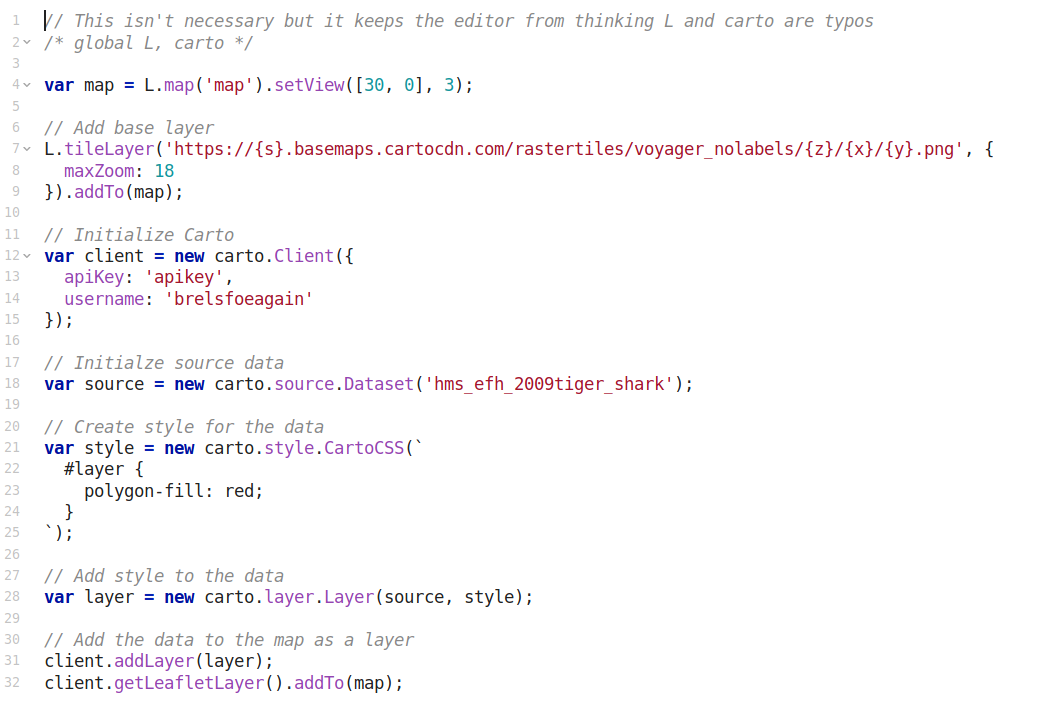 1 // This isn't necessary but it keeps the editor from thinking L and carto are typos
2 /* global L, carto */
3
4 var map = L.map('map').setView([30, 0], 3);
5
6 // Add base layer
7 L.tileLayer('https://{s}.basemaps.cartocdn.com/rastertiles/voyager_nolabels/{z}/{x}/{y}.png', {
8   maxZoom: 18
9 }).addTo(map);
10
11 // Initialize Carto
12 var client = new carto.Client({
13   apiKey: 'apikey',
14   username: 'brelsfoeagain'
15 });
16
17 // Initialze source data
18 var source = new carto.source.Dataset('hms_efh_2009tiger_shark');
19
20 // Create style for the data
21 var style = new carto.style.CartoCSS(`
22   #layer {
23     polygon-fill: red;
24   }
25 `);
26
27 // Add style to the data
28 var layer = new carto.layer.Layer(source, style);
29
30 // Add the data to the map as a layer
31 client.addLayer(layer);
32 client.getLeafletLayer().addTo(map);